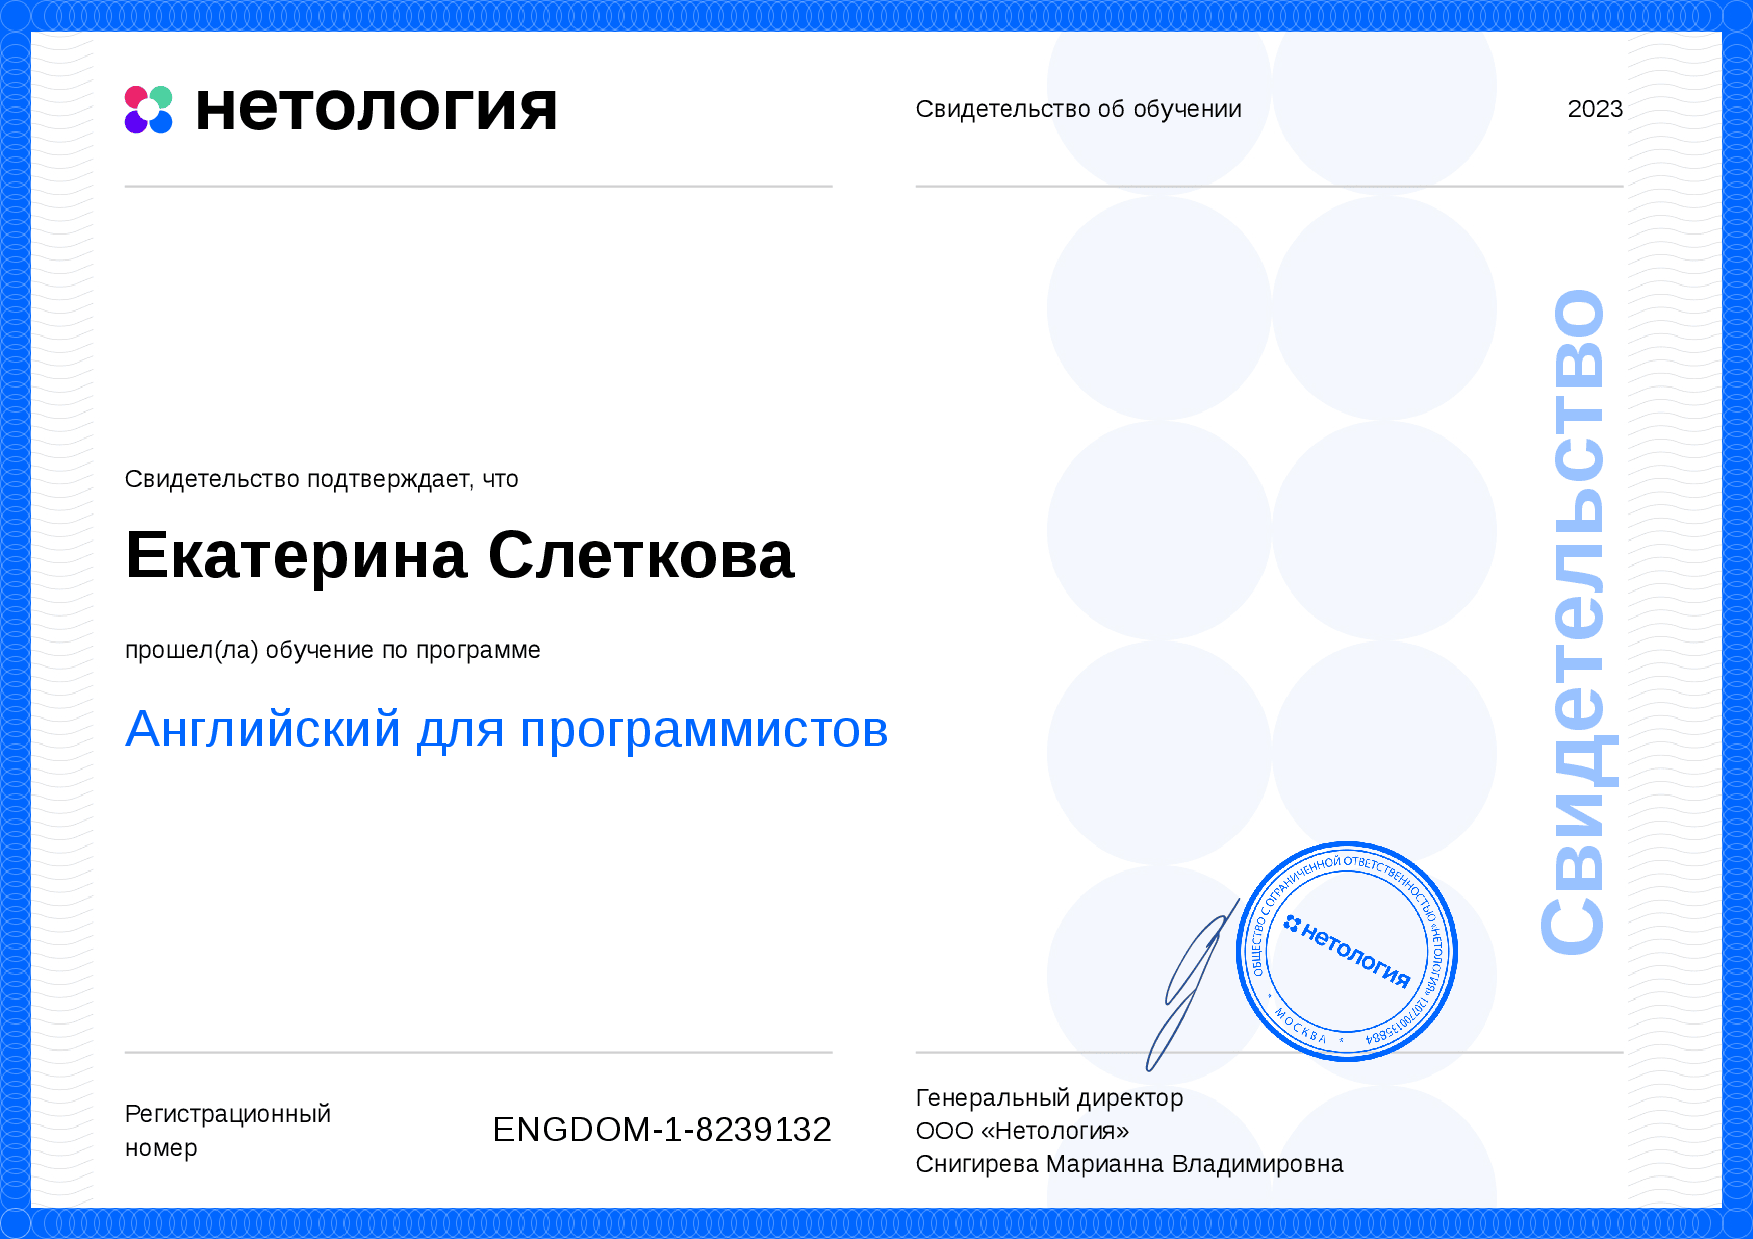 нетология
Свидетельство об обучении
2023
Свидетельство подтверждает, что
Екатерина Слеткова
прошел(ла) обучение по программе
Английский для программистов
Свидетельство
ОБЩЕСТВО С ОГРАНИЧЕННОЙ ОТВЕТСТВЕННОСТЬЮ «НЕТОЛОГИЯ» 1207700135884
* МОСКВА *
нетология
Регистрационный
номер
ENGDOM-1-8239132
Генеральный директор
ООО «Нетология»
Снигирева Марианна Владимировна